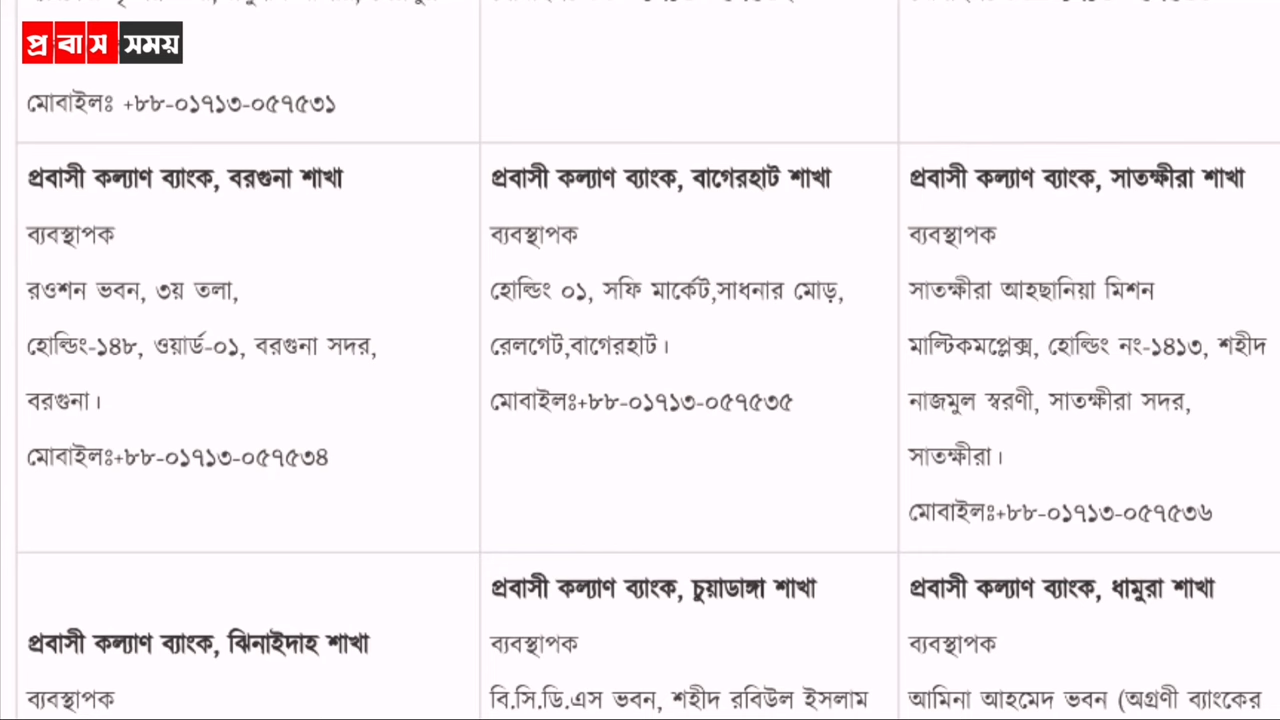 প্রবাস সময়
মোবাইলঃ +৮৮-০১৭১৩-০৫৭৫৩১
প্রবাসী কল্যাণ ব্যাংক, বরগুনা শাখা
ব্যবস্থাপক
রওশন ভবন, ৩য় তলা,
হোল্ডিং-১৪৮, ওয়ার্ড-০১, বরগুনা সদর,
বরগুনা।
মোবাইলঃ+৮৮-০১৭১৩-০৫৭৫৩৪
প্রবাসী কল্যাণ ব্যাংক, বাগেরহাট শাখা
ব্যবস্থাপক
হোল্ডিং ০১, সফি মার্কেট,সাধনার মোড়,
রেলগেট,বাগেরহাট।
মোবাইলঃ+৮৮-০১৭১৩-০৫৭৫৩৫
প্রবাসী কল্যাণ ব্যাংক, সাতক্ষীরা শাখা
ব্যবস্থাপক
সাতক্ষীরা আহছানিয়া মিশন
মাল্টিকমপ্লেক্স, হোল্ডিং নং-১৪১৩, শহীদ
নাজমুল স্বরণী, সাতক্ষীরা সদর,
সাতক্ষীরা।
মোবাইলঃ+৮৮-০১৭১৩-০৫৭৫৩৬
প্রবাসী কল্যাণ ব্যাংক, ঝিনাইদাহ শাখা
ব্যবস্থাপক
প্রবাসী কল্যাণ ব্যাংক, চুয়াডাঙ্গা শাখা
ব্যবস্থাপক
বি.সি.ডি.এস ভবন, শহীদ রবিউল ইসলাম
প্রবাসী কল্যাণ ব্যাংক, ধামুরা শাখা
ব্যবস্থাপক
আমিনা আহমেদ ভবন (অগ্রণী ব্যাংকের